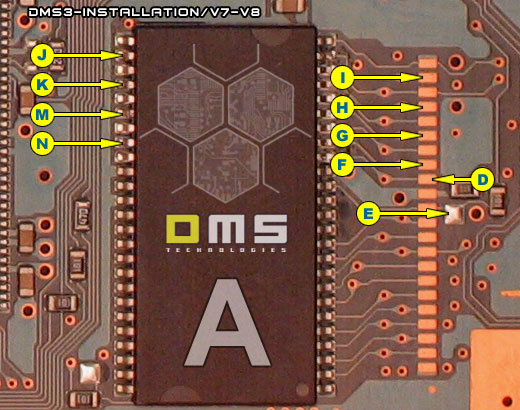 DMS3-INSTALLATION/V7-V8
J
K
M
N
I
H
G
F
D
E
DMS
TECHNOLOGIES
A